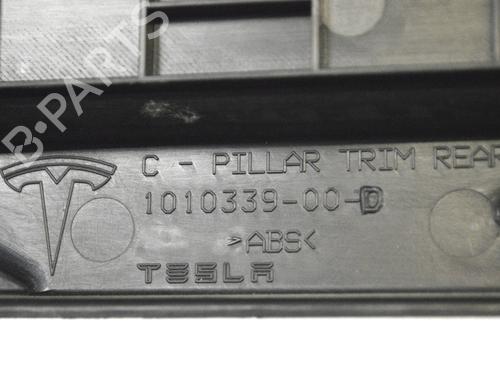 B-PARTS
C - PILLAR TRIM REAR
1010339-00-D
>ABS<
TESLA